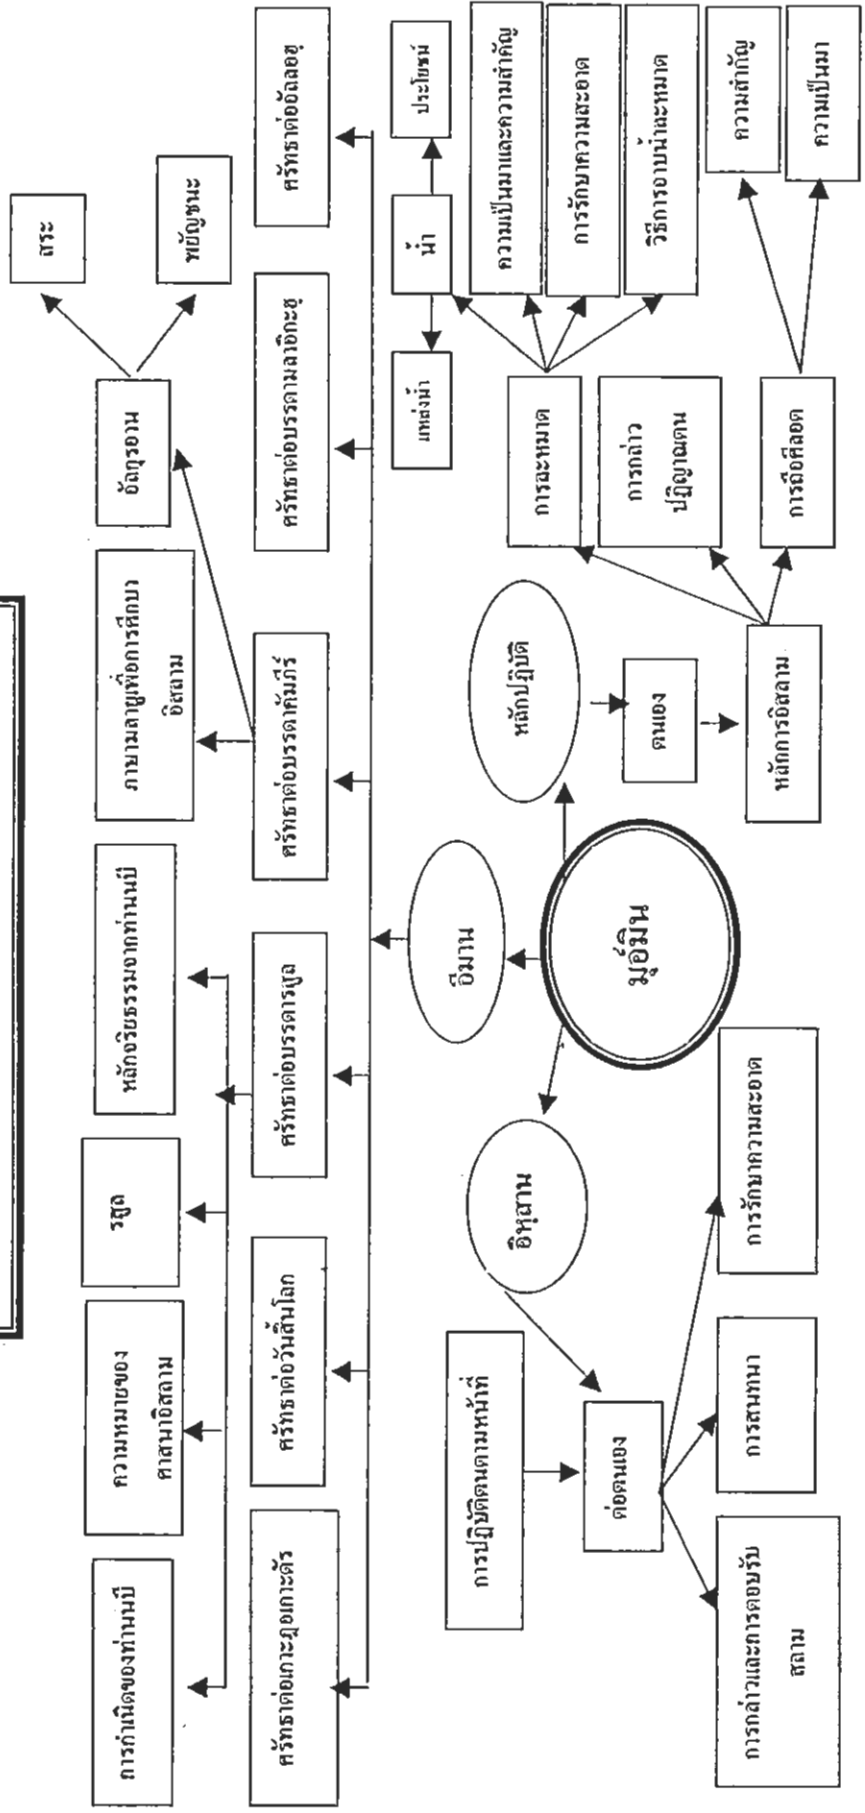 การกำเนิดของท่านนบี
ความหมายของ
ศาสนาอิสลาม
รซูล
หลักจริยธรรมจากท่านนบี
ภาษามลายูเพื่อการศึกษา
อิสลาม
อัลกุรอาน
สระ
พยัญชนะ
ศรัทธาต่อเกาะฎออเกาะดัร
ศรัทธาต่อวันสิ้นโลก
ศรัทธาต่อบรรดารซูล
ศรัทธาต่อบรรดาคัมภีร์
ศรัทธาต่อบรรดามลาอิกะฮฺ
ศรัทธาต่ออัลลอฮฺ
การปฏิบัติตนตามหน้าที่
อิหฺสาน
อีมาน
หลักปฏิบัติ
แหล่งน้ำ
น้ำ
ประโยชน์
ความเป็นมาและความสำคัญ
การรักษาความสะอาด
วิธีการอาบน้ำละหมาด
ต่อตนเอง
มุอ์มิน
ตนเอง
การละหมาด
การกล่าว
ปฏิญาณตน
การกล่าวและการตอบรับ
สลาม
การสนทนา
การรักษาความสะอาด
หลักการอิสลาม
การถือศีลอด
ความสำคัญ
ความเป็นมา